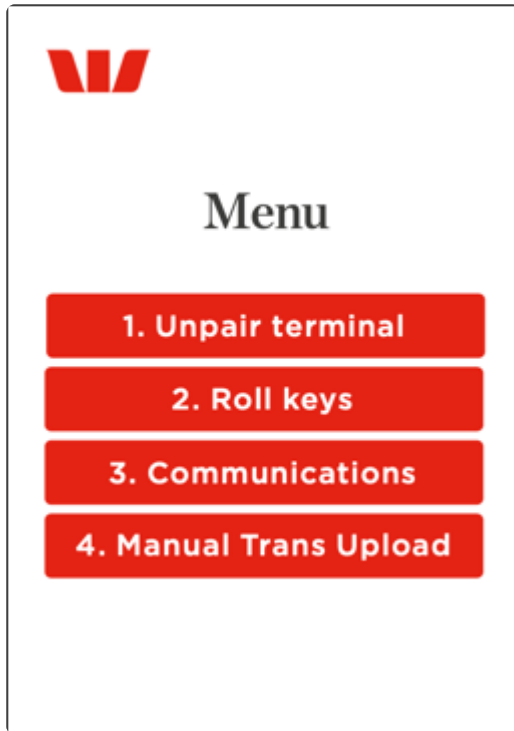 Menu
1. Unpair terminal
2. Roll keys
3. Communications
4. Manual Trans Upload